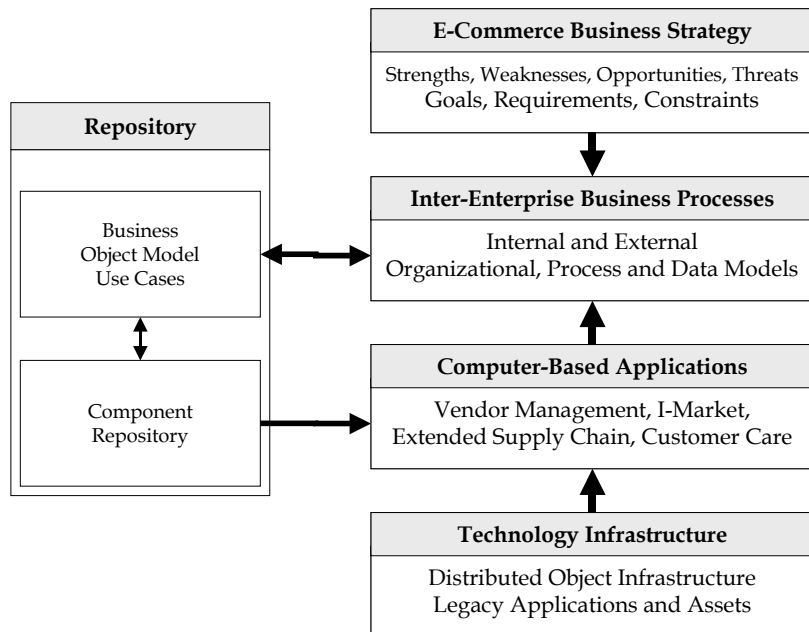 E-Commerce Business Strategy
Strengths, Weaknesses, Opportunities, Threats
Goals, Requirements, Constraints
Repository
Business
Object Model
Use Cases
Component
Repository
Inter-Enterprise Business Processes
Internal and External
Organizational, Process and Data Models
Computer-Based Applications
Vendor Management, I-Market,
Extended Supply Chain, Customer Care
Technology Infrastructure
Distributed Object Infrastructure
Legacy Applications and Assets